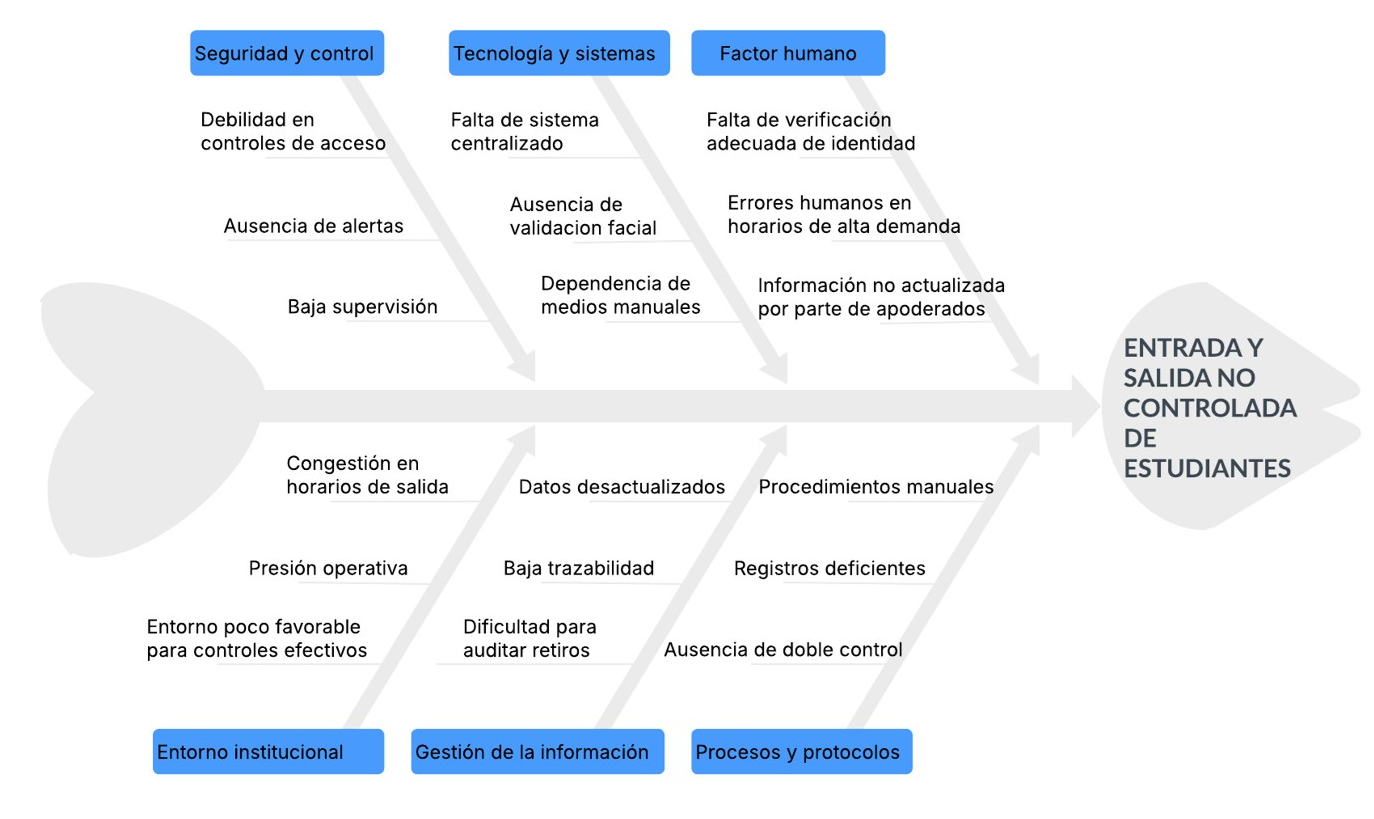 Seguridad y control
Tecnología y sistemas
Factor humano
Debilidad en
controles de acceso
Falta de sistema
centralizado
Falta de verificación
adecuada de identidad
Ausencia de alertas
Ausencia de
validacion facial
Errores humanos en
horarios de alta demanda
Baja supervisión
Dependencia de
medios manuales
Información no actualizada
por parte de apoderados
ENTRADA Y
SALIDA NO
CONTROLADA
DE
ESTUDIANTES
Congestión en
horarios de salida
Datos desactualizados
Procedimientos manuales
Presión operativa
Baja trazabilidad
Registros deficientes
Entorno poco favorable
para controles efectivos
Dificultad para
auditar retiros
Ausencia de doble control
Entorno institucional
Gestión de la información
Procesos y protocolos